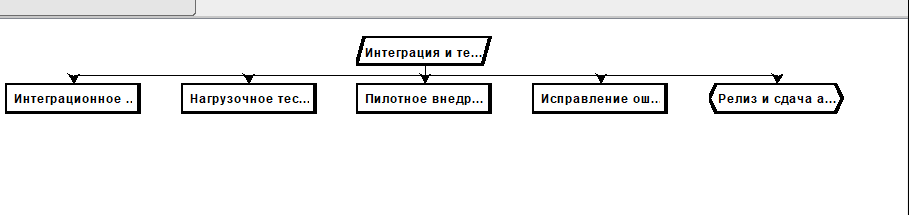 Интеграция и те...
Интеграционное ..
Нагрузочное тес...
Пилотное внедр...
Исправление ош...
Релиз и сдача а...